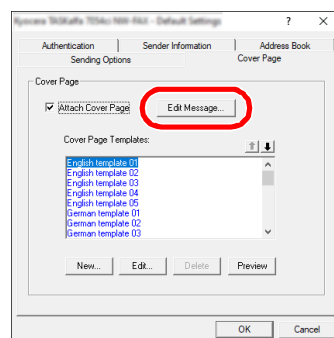 Kyocera TASKalfa 7054ci NW-FAX - Default Settings
Authentication
Sender Information
Address Book
Sending Options
Cover Page
Cover Page
Attach Cover Page
Edit Message...
Cover Page Templates:
English template 01
English template 02
English template 03
English template 04
English template 05
German template 01
German template 02
German template 03
New...
Edit...
Delete
Preview
OK
Cancel